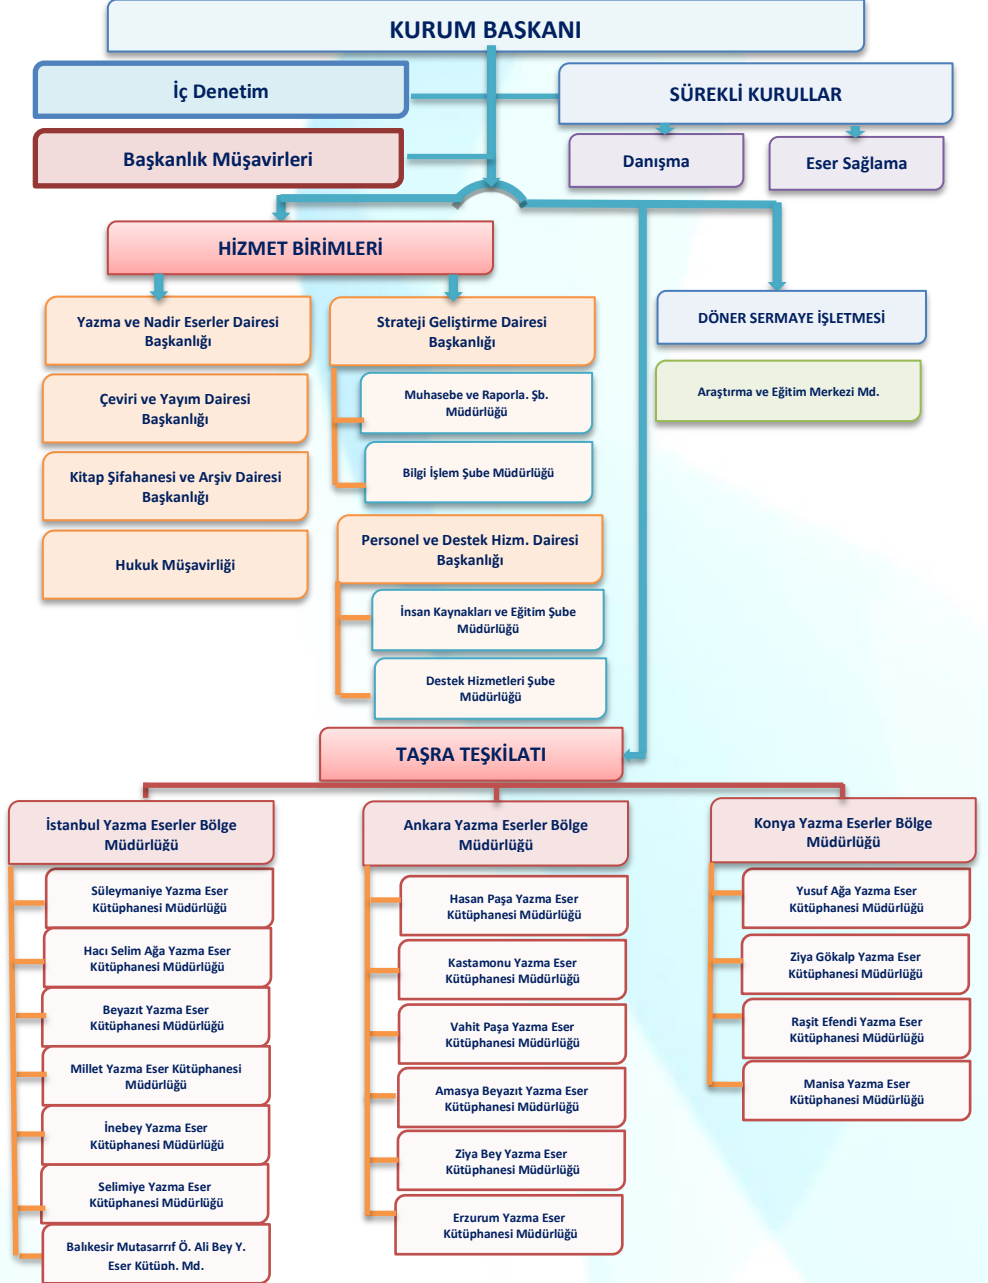 KURUM BAŞKANI
İç Denetim
SÜREKLİ KURULLAR
Başkanlık Müşavirleri
Danışma
Eser Sağlama
HİZMET BİRİMLERİ
Yazma ve Nadir Eserler Dairesi
Başkanlığı
Çeviri ve Yayım Dairesi
Başkanlığı
Kitap Şifahanesi ve Arşiv Dairesi
Başkanlığı
Hukuk Müşavirliği
Strateji Geliştirme Dairesi
Başkanlığı
Muhasebe ve Raporla. Şb.
Müdürlüğü
Bilgi İşlem Şube Müdürlüğü
Personel ve Destek Hizm. Dairesi
Başkanlığı
İnsan Kaynakları ve Eğitim Şube
Müdürlüğü
Destek Hizmetleri Şube
Müdürlüğü
DÖNER SERMAYE İŞLETMESİ
Araştırma ve Eğitim Merkezi Md.
TAŞRA TEŞKİLATI
İstanbul Yazma Eserler Bölge
Müdürlüğü
Süleymaniye Yazma Eser
Kütüphanesi Müdürlüğü
Hacı Selim Ağa Yazma Eser
Kütüphanesi Müdürlüğü
Beyazıt Yazma Eser
Kütüphanesi Müdürlüğü
Millet Yazma Eser Kütüphanesi
Müdürlüğü
İnebey Yazma Eser
Kütüphanesi Müdürlüğü
Selimiye Yazma Eser
Kütüphanesi Müdürlüğü
Balıkesir Mutasarrıf Ö. Ali Bey Y.
Eser Kütüph. Md.
Ankara Yazma Eserler Bölge
Müdürlüğü
Hasan Paşa Yazma Eser
Kütüphanesi Müdürlüğü
Kastamonu Yazma Eser
Kütüphanesi Müdürlüğü
Vahit Paşa Yazma Eser
Kütüphanesi Müdürlüğü
Amasya Beyazıt Yazma Eser
Kütüphanesi Müdürlüğü
Ziya Bey Yazma Eser
Kütüphanesi Müdürlüğü
Erzurum Yazma Eser
Kütüphanesi Müdürlüğü
Konya Yazma Eserler Bölge
Müdürlüğü
Yusuf Ağa Yazma Eser
Kütüphanesi Müdürlüğü
Ziya Gökalp Yazma Eser
Kütüphanesi Müdürlüğü
Raşit Efendi Yazma Eser
Kütüphanesi Müdürlüğü
Manisa Yazma Eser
Kütüphanesi Müdürlüğü